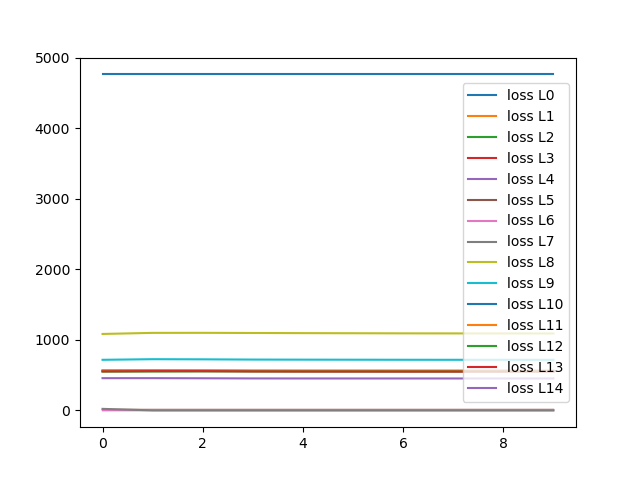 5000
4000
3000
2000
1000
0
0 2 4 6 8
loss L0
loss L1
loss L2
loss L3
loss L4
loss L5
loss L6
loss L7
loss L8
loss L9
loss L10
loss L11
loss L12
loss L13
loss L14